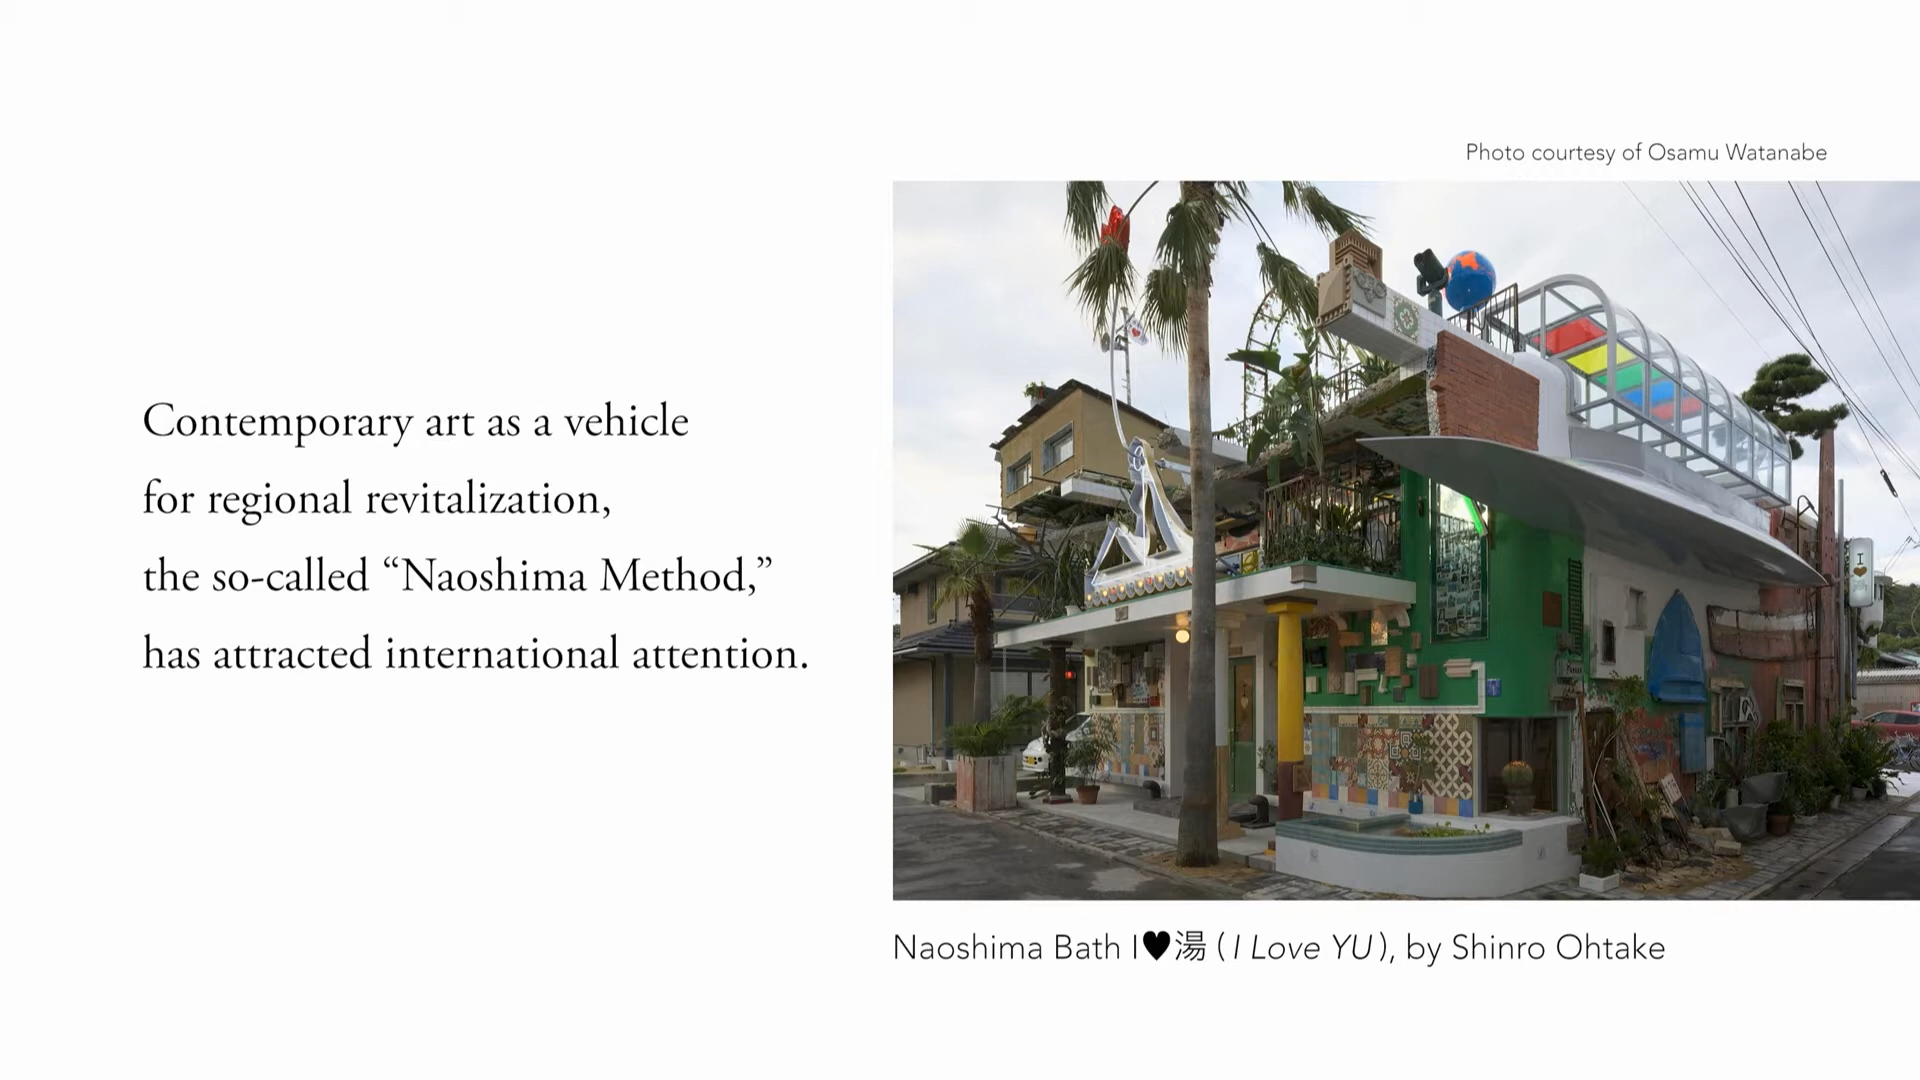 Photo courtesy of Osamu Watanabe
Contemporary art as a vehicle
for regional revitalization,
the so-called “Naoshima Method,”
has attracted international attention.
Naoshima Bath I♥湯 (I Love YU), by Shinro Ohtake